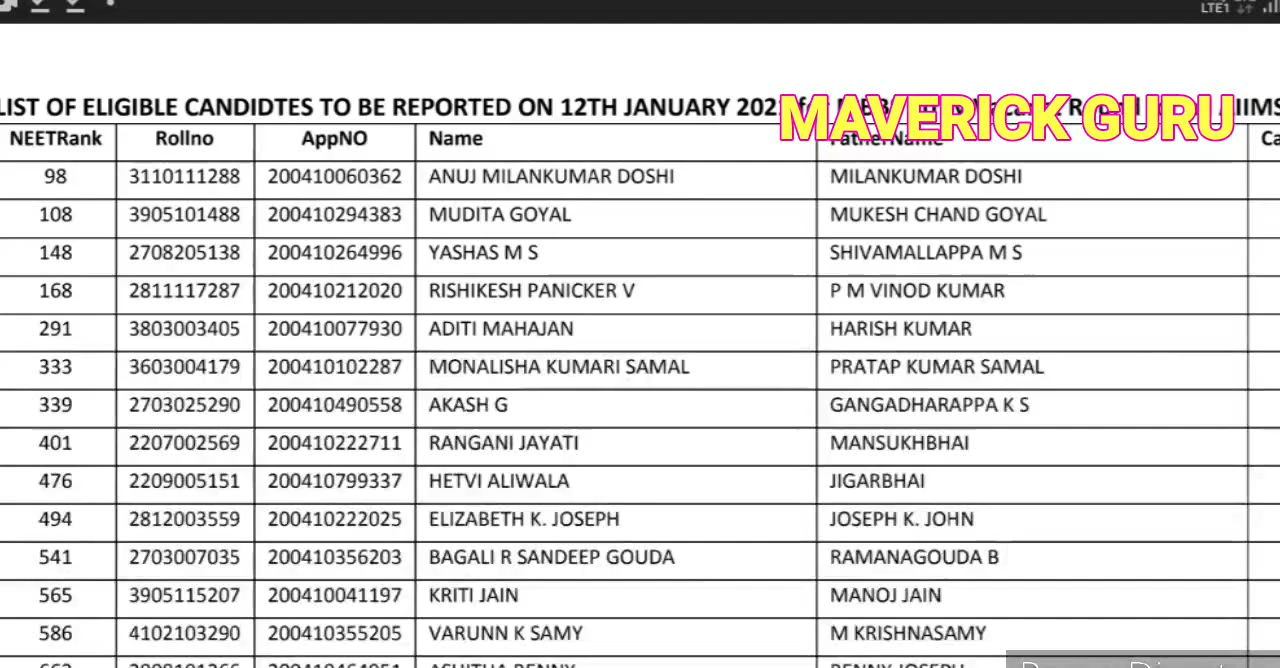 LTE1
LIST OF ELIGIBLE CANDIDTES TO BE REPORTED ON 12TH JANUARY 202
MAVERICK GURU
NEETRank Rollno AppNO Name FatherName Ca
98 3110111288 200410060362 ANUJ MILANKUMAR DOSHI MILANKUMAR DOSHI
108 3905101488 200410294383 MUDITA GOYAL MUKESH CHAND GOYAL
148 2708205138 200410264996 YASHAS M S SHIVAMALLAPPA M S
168 2811117287 200410212020 RISHIKESH PANICKER V P M VINOD KUMAR
291 3803003405 200410077930 ADITI MAHAJAN HARISH KUMAR
333 3603004179 200410102287 MONALISHA KUMARI SAMAL PRATAP KUMAR SAMAL
339 2703025290 200410490558 AKASH G GANGADHARAPPA K S
401 2207002569 200410222711 RANGANI JAYATI MANSUKHBHAI
476 2209005151 200410799337 HETVI ALIWALA JIGARBHAI
494 2812003559 200410222025 ELIZABETH K. JOSEPH JOSEPH K. JOHN
541 2703007035 200410356203 BAGALI R SANDEEP GOUDA RAMANAGOUDA B
565 3905115207 200410041197 KRITI JAIN MANOJ JAIN
586 4102103290 200410355205 VARUNN K SAMY M KRISHNASAMY